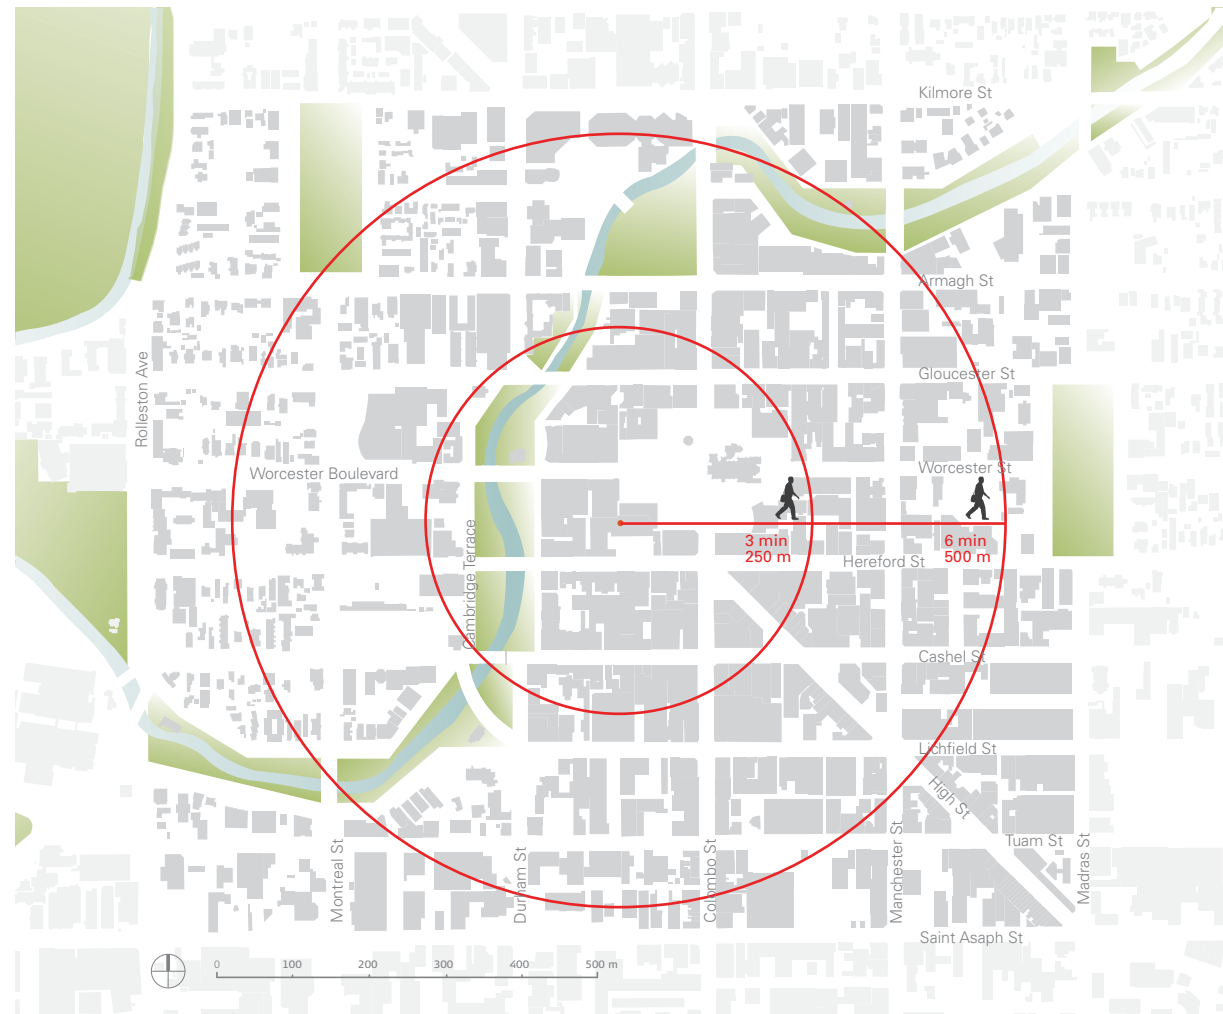 Kilmore St
Armagh St
Rolleston Ave
Gloucester St
Worcester Boulevard
Worcester St
Cambridge Terrace
3 min
250 m
6 min
500 m
Hereford St
Cashel St
Lichfield St
High St
Montreal St
Durham St
Colombo St
Manchester St
Tuam St
Madras St
Saint Asaph St
0 100 200 300 400 500 m